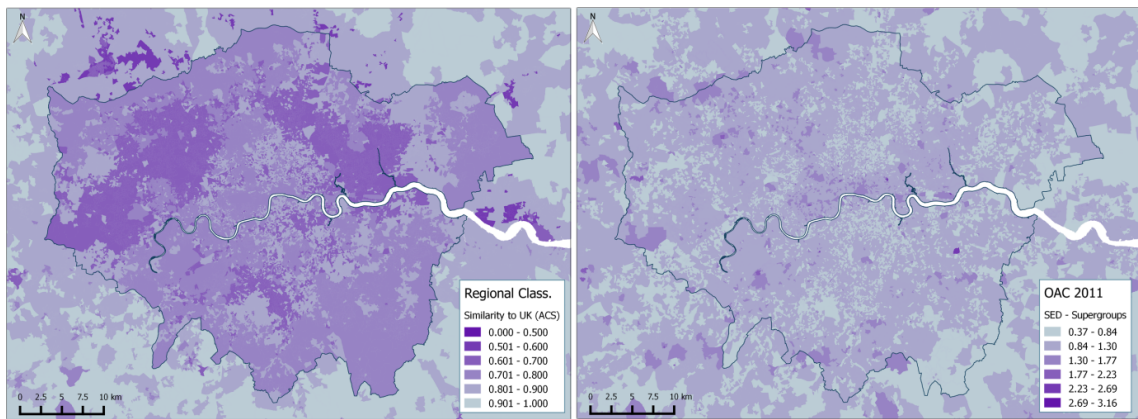 N
Regional Class.
Similarity to UK (ACS)
0.000 - 0.500
0.501 - 0.600
0.601 - 0.700
0.701 - 0.800
0.801 - 0.900
0.901 - 1.000
0 2.5 5 7.5 10 km
N
OAC 2011
SED - Supergroups
0.37 - 0.84
0.84 - 1.30
1.30 - 1.77
1.77 - 2.23
2.23 - 2.69
2.69 - 3.16
0 2.5 5 7.5 10 km